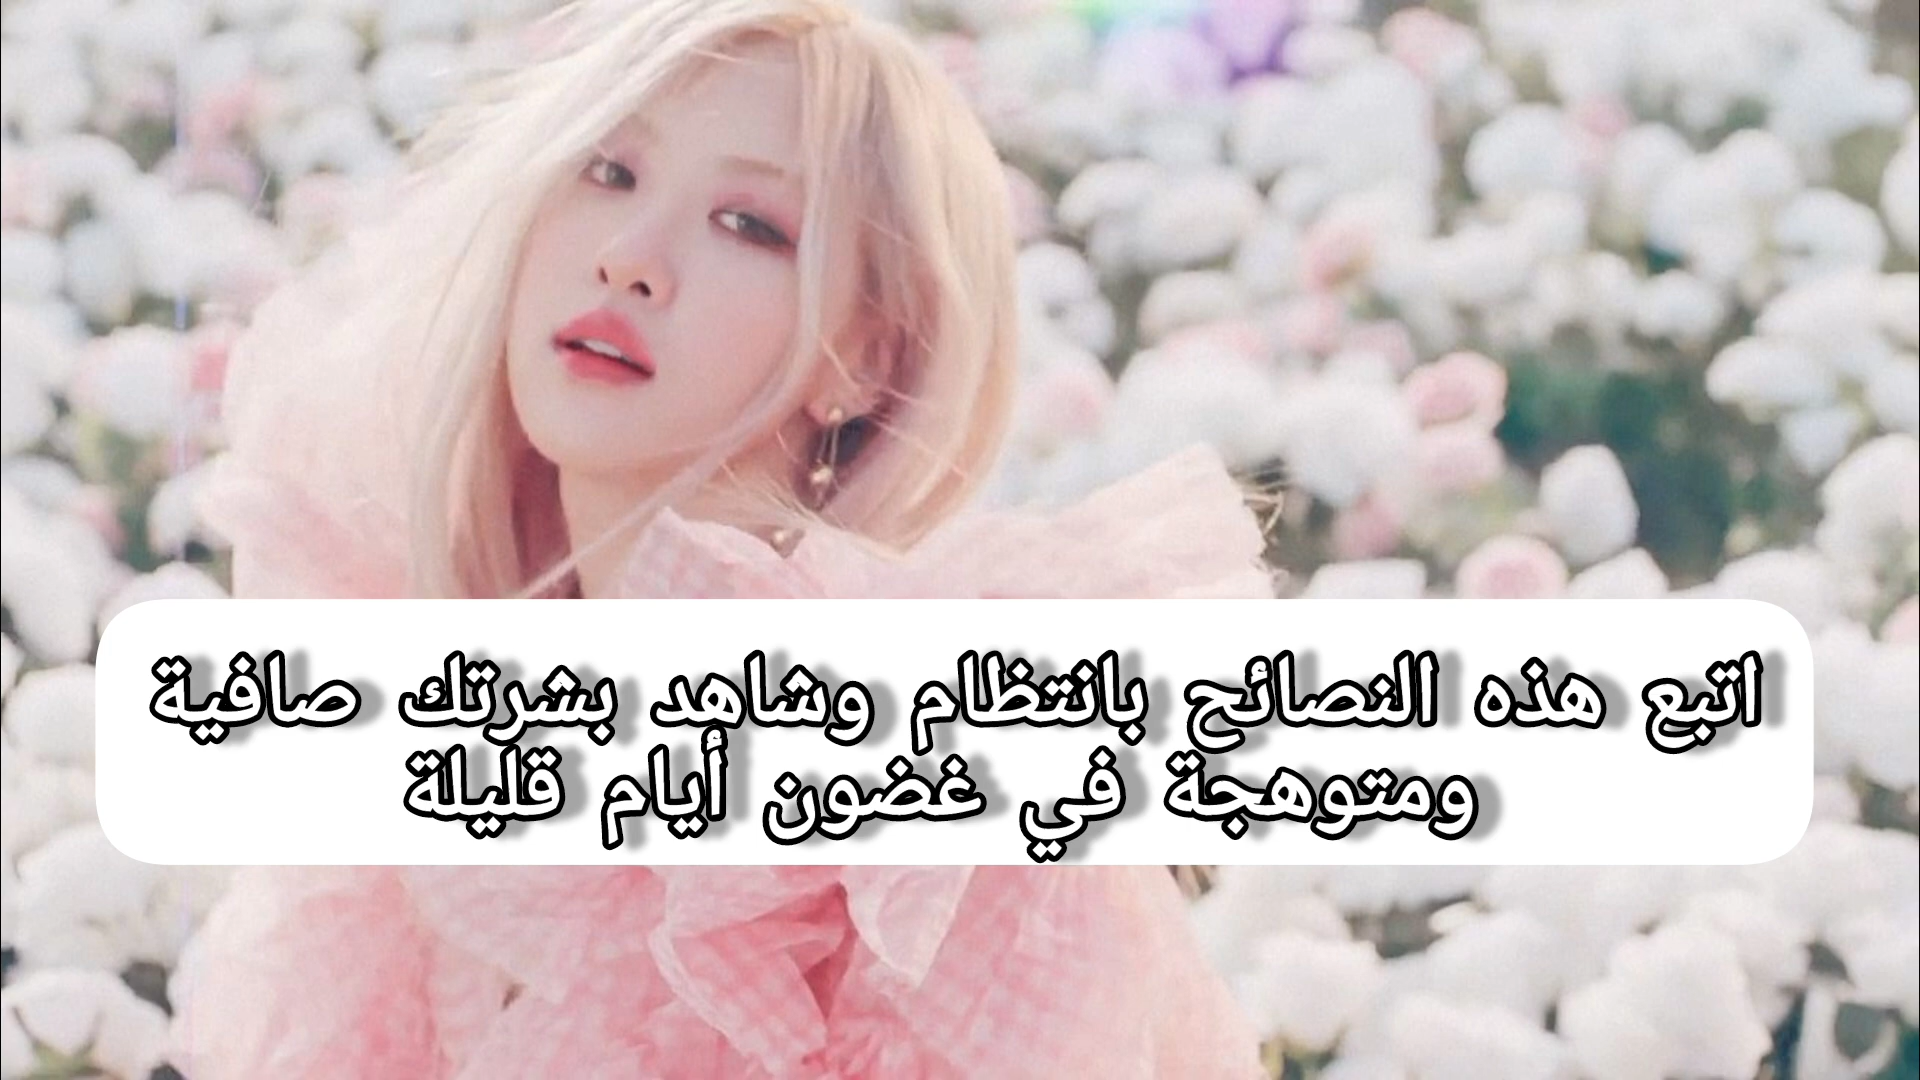 اتبع هذه النصائح بانتظام وشاهد بشرتك صافية
ومتوهجة في غضون أيام قليلة